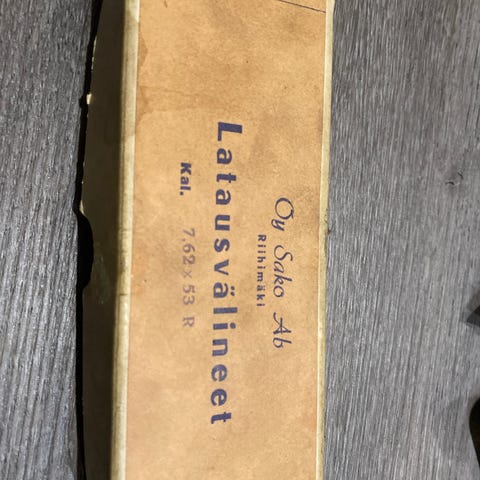 Oy Sako Ab
Riihimäki
Latausvälineet
Kal. 7.62 x 53 R